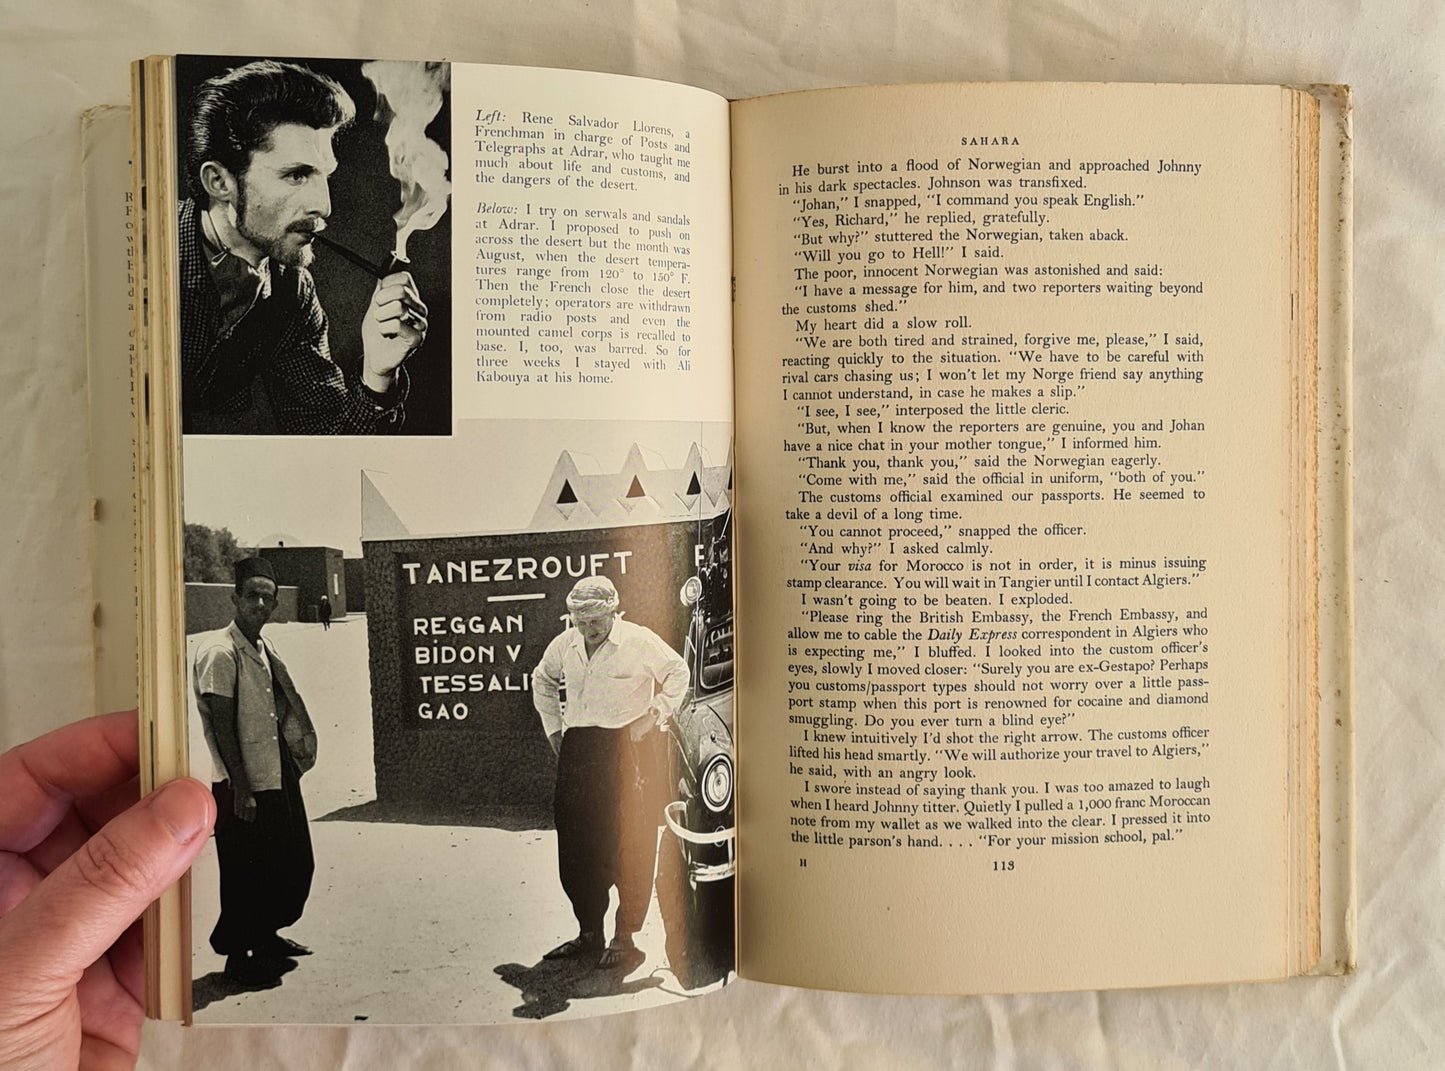 Left: Rene Salvador Llorens, a
Frenchman in charge of Posts and
Telegraphs at Adrar, who taught me
much about life and customs, and
the dangers of the desert.
Below: I try on serwals and sandals
at Adrar. I proposed to push on
across the desert but the month was
August, when the desert tempera-
tures range from 120° to 150° F.
Then the French close the desert
completely; operators are withdrawn
from radio posts and even the
mounted camel corps is recalled to
base. I, too, was barred. So for
three weeks I stayed with Ali
Kabouya at his home.
TANEZROUFT
REGGAN
BİDON V
TESSALI
GAO
SAHARA
He burst into a flood of Norwegian and approached Johnny
in his dark spectacles. Johnson was transfixed.
“Johan,” I snapped, “I command you speak English.”
“Yes, Richard,” he replied, gratefully.
“But why?” stuttered the Norwegian, taken aback.
“Will you go to Hell!” I said.
The poor, innocent Norwegian was astonished and said:
“I have a message for him, and two reporters waiting beyond
the customs shed.”
My heart did a slow roll.
“We are both tired and strained, forgive me, please,” I said,
reacting quickly to the situation. “We have to be careful with
rival cars chasing us; I won’t let my Norge friend say anything
I cannot understand, in case he makes a slip.”
“I see, I see,” interposed the little cleric.
“But, when I know the reporters are genuine, you and Johan
have a nice chat in your mother tongue,” I informed him.
“Thank you, thank you,” said the Norwegian eagerly.
“Come with me,” said the official in uniform, “both of you.”
The customs official examined our passports. He seemed to
take a devil of a long time.
“You cannot proceed,” snapped the officer.
“And why?” I asked calmly.
“Your visa for Morocco is not in order, it is minus issuing
stamp clearance. You will wait in Tangier until I contact Algiers.”
I wasn’t going to be beaten. I exploded.
“Please ring the British Embassy, the French Embassy, and
allow me to cable the Daily Express correspondent in Algiers who
is expecting me,” I bluffed. I looked into the custom officer’s
eyes, slowly I moved closer: “Surely you are ex-Gestapo? Perhaps
you customs/passport types should not worry over a little pass-
port stamp when this port is renowned for cocaine and diamond
smuggling. Do you ever turn a blind eye?”
I knew intuitively I’d shot the right arrow. The customs officer
lifted his head smartly. “We will authorize your travel to Algiers,”
he said, with an angry look.
I swore instead of saying thank you. I was too amazed to laugh
when I heard Johnny titter. Quietly I pulled a 1,000 franc Moroccan
note from my wallet as we walked into the clear. I pressed it into
the little parson’s hand. . . . “For your mission school, pal.”
H
113